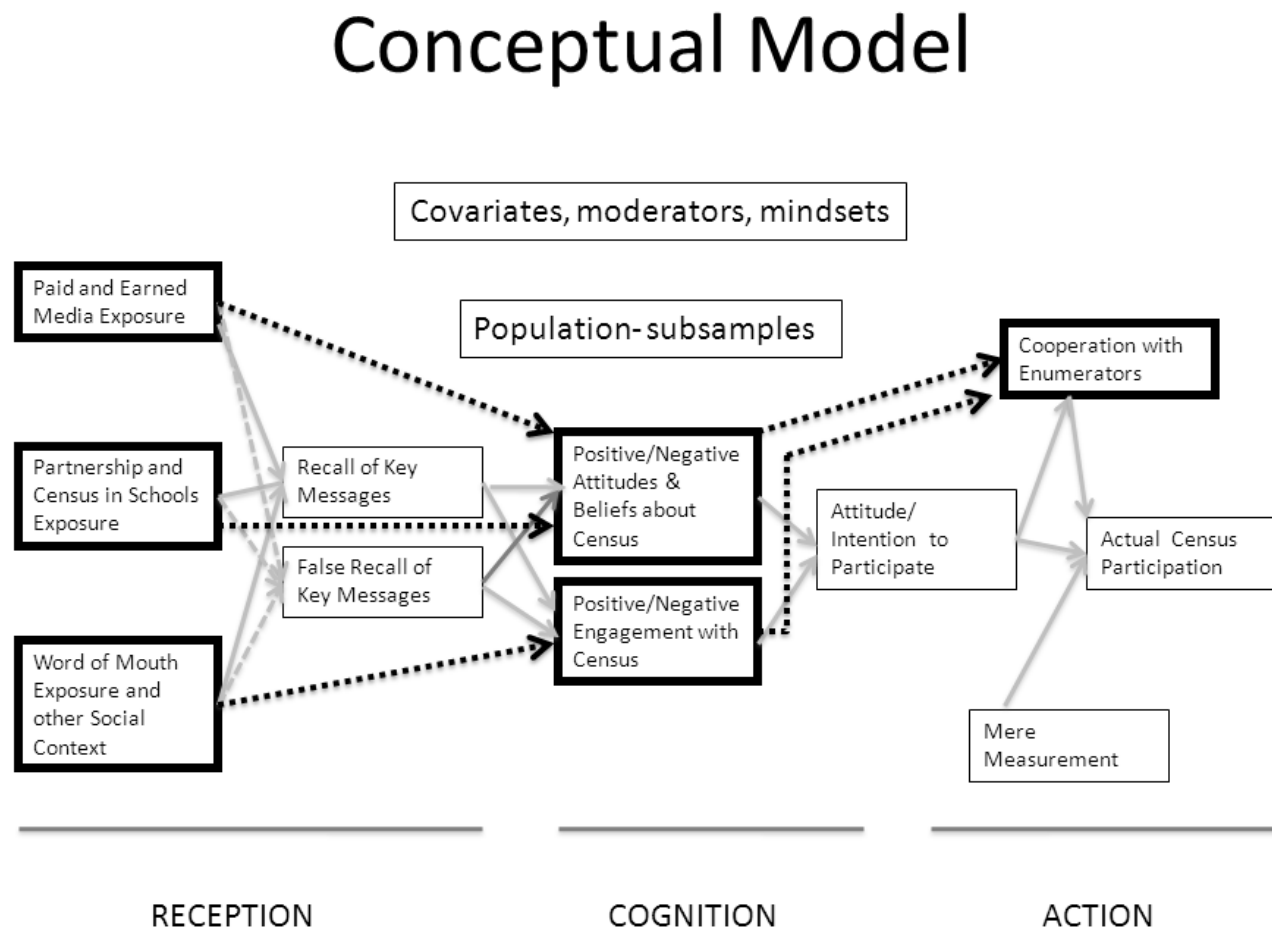 Conceptual Model
Covariates, moderators, mindsets
Paid and Earned
Media Exposure
Population- subsamples
Cooperation with
Enumerators
Partnership and
Census in Schools
Exposure
Recall of Key
Messages
Positive/Negative
Attitudes &
Beliefs about
Census
Attitude/
Intention to
Participate
Actual Census
Participation
False Recall of
Key Messages
Positive/Negative
Engagement with
Census
Word of Mouth
Exposure and
other Social
Context
Mere
Measurement
RECEPTION
COGNITION
ACTION